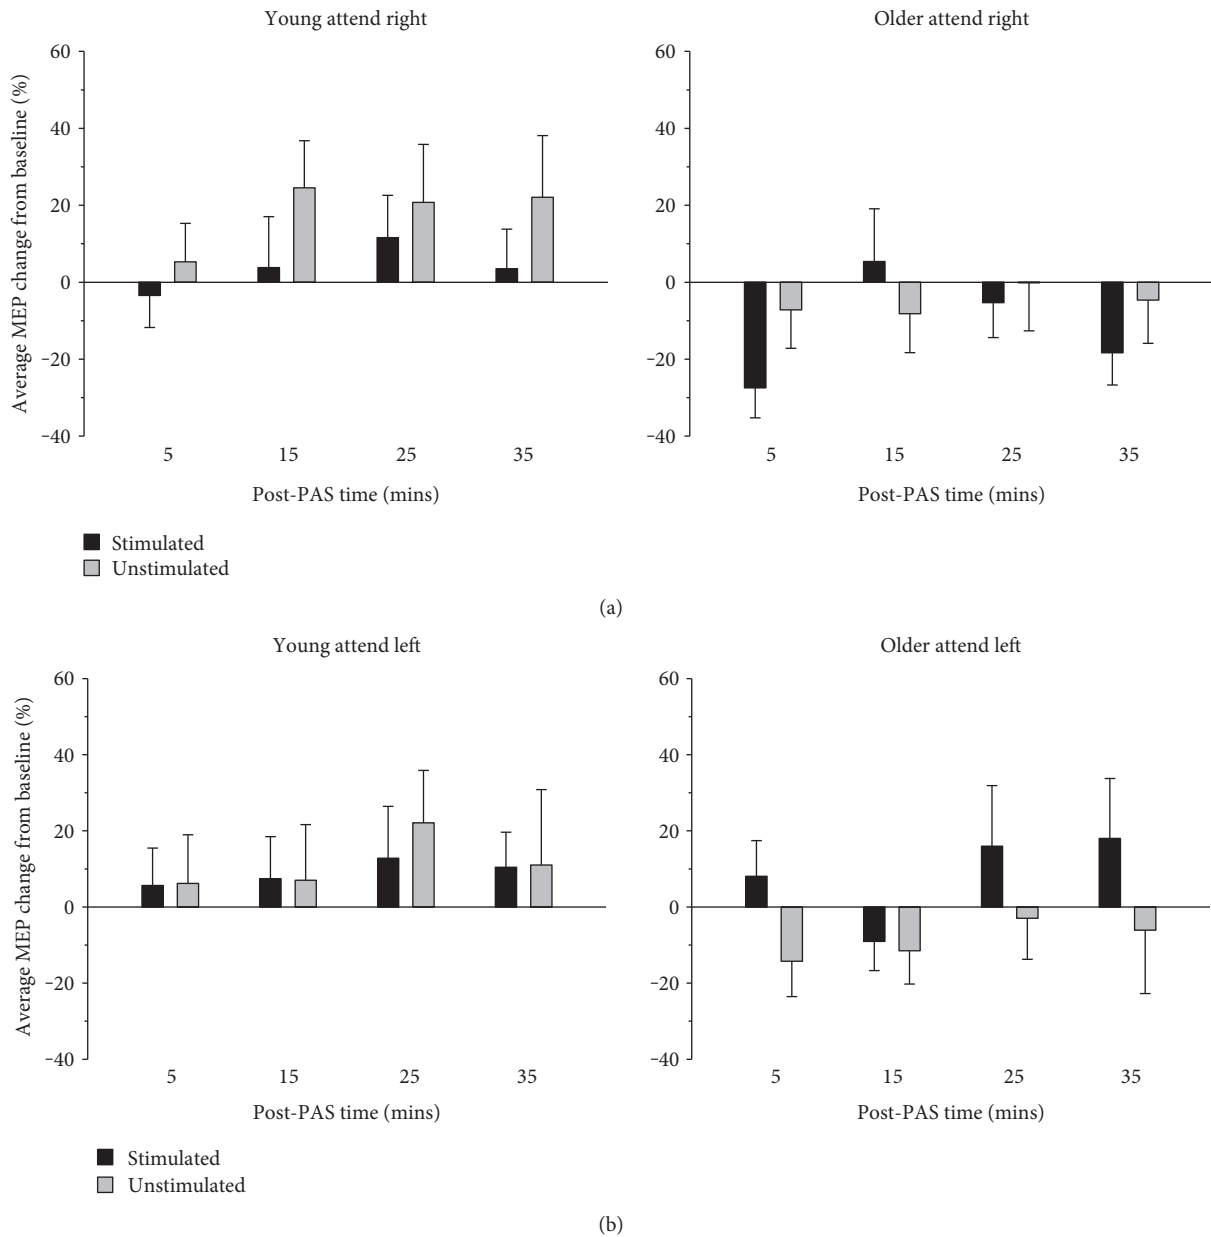 Young attend right
Older attend right
Average MEP change from baseline (%)
60
40
20
0
-20
-40
5 15 25 35
Post-PAS time (mins)
60
40
20
0
-20
-40
5 15 25 35
Post-PAS time (mins)
Stimulated
Unstimulated
(a)
Young attend left
Older attend left
Average MEP change from baseline (%)
60
40
20
0
-20
-40
5 15 25 35
Post-PAS time (mins)
60
40
20
0
-20
-40
5 15 25 35
Post-PAS time (mins)
Stimulated
Unstimulated
(b)